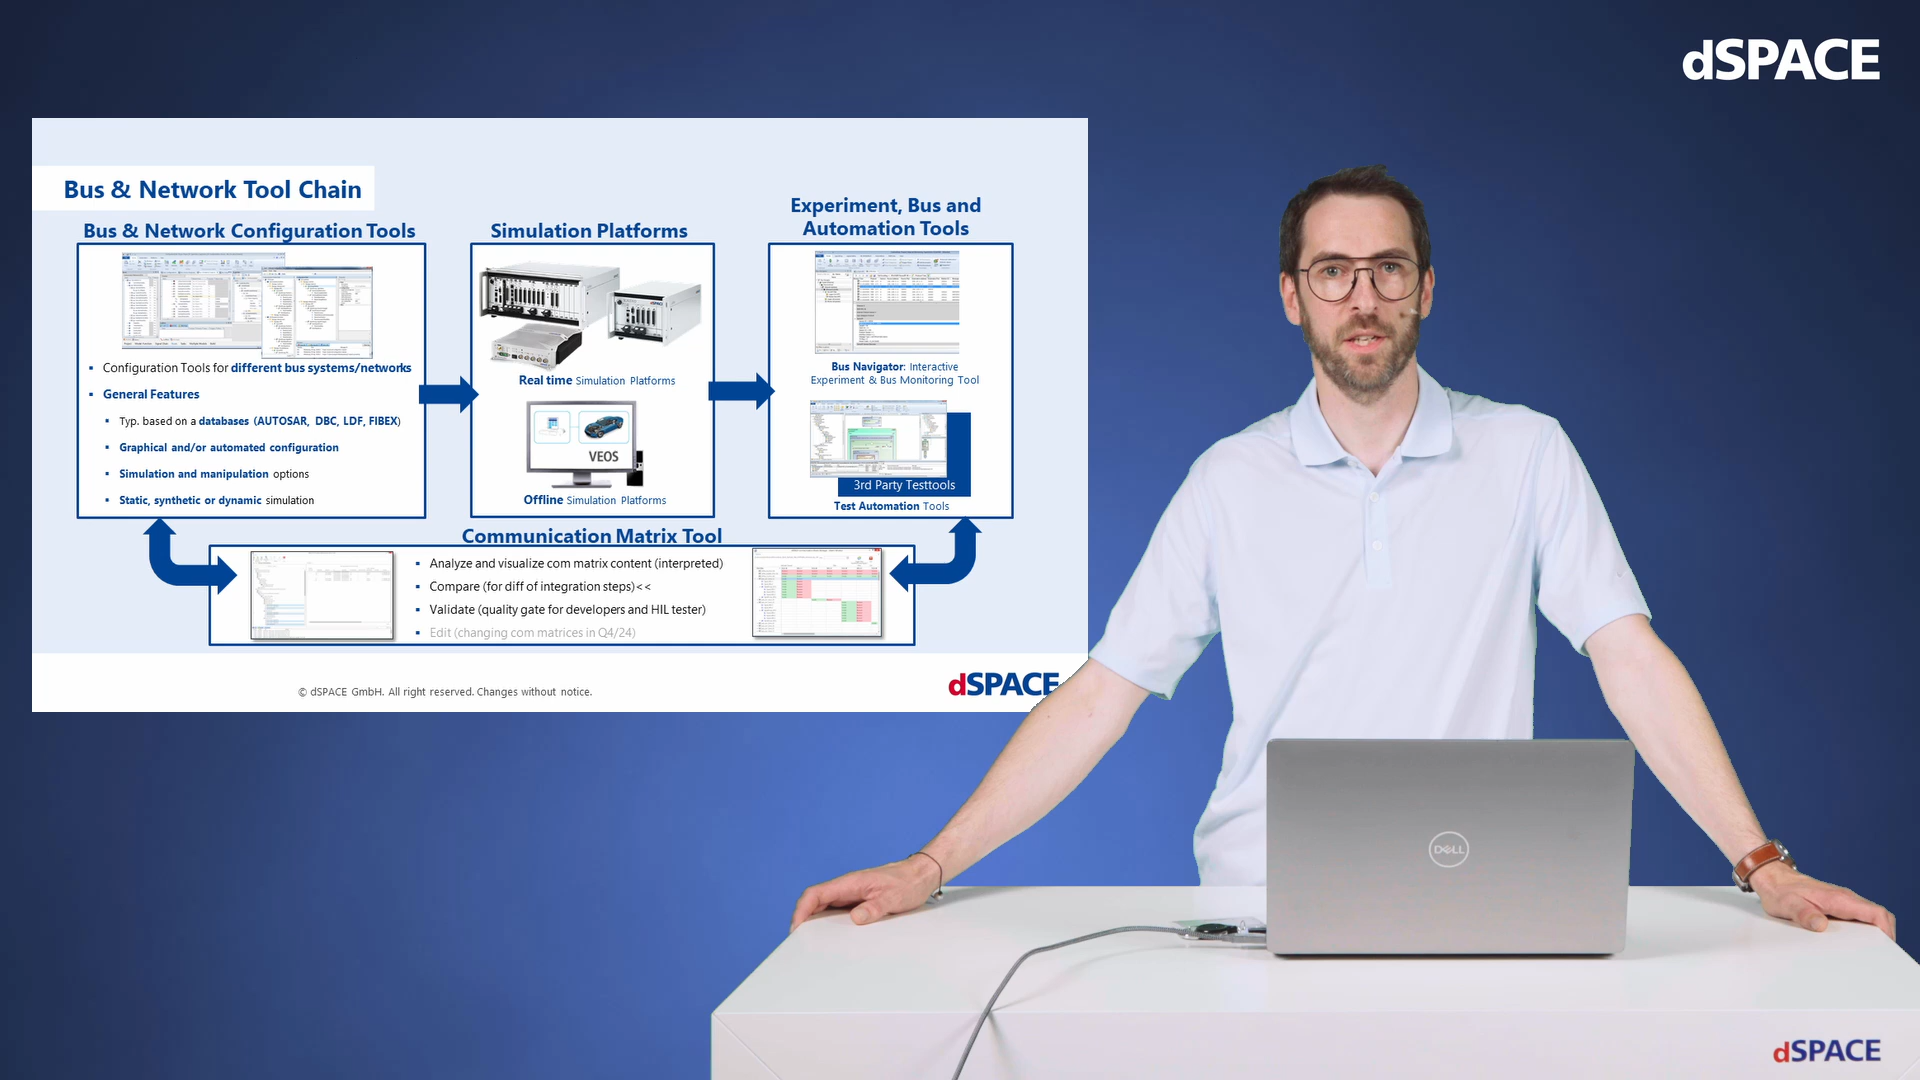 dSPACE
Bus & Network Tool Chain
Bus & Network Configuration Tools
Configuration Tools for different bus systems/networks
General Features
Typ. based on a databases (AUTOSAR, DBC, LDF, FIBEX)
Graphical and/or automated configuration
Simulation and manipulation options
Static, synthetic or dynamic simulation
Simulation Platforms
Real time Simulation Platforms
VEOS
Offline Simulation Platforms
Experiment, Bus and
Automation Tools
Bus Navigator: Interactive
Experiment & Bus Monitoring Tool
3rd Party Testtools
Test Automation Tools
Communication Matrix Tool
Analyze and visualize com matrix content (interpreted)
Compare (for diff of integration steps)<<
Validate (quality gate for developers and HIL tester)
Edit (changing com matrices in Q4/24)
© dSPACE GmbH. All right reserved. Changes without notice.
dSPACE
DELL
dSPACE